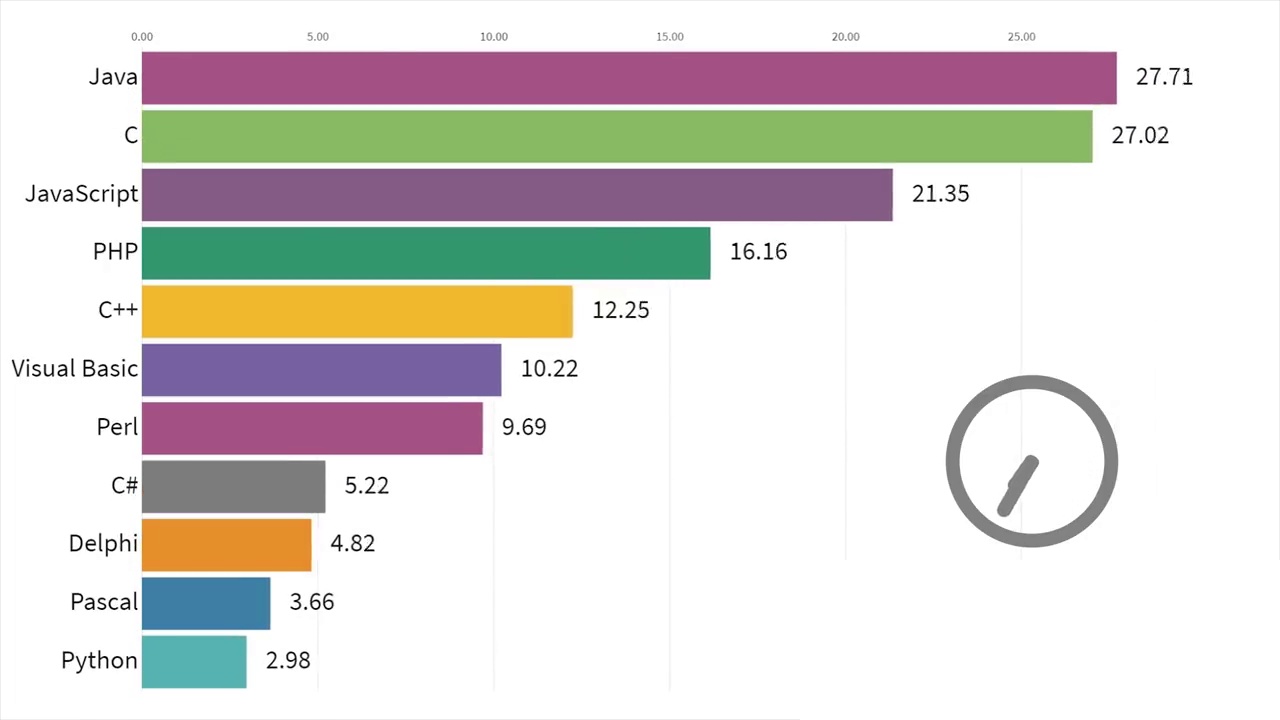 0.00 5.00 10.00 15.00 20.00 25.00
Java 27.71
C 27.02
JavaScript 21.35
PHP 16.16
C++ 12.25
Visual Basic 10.22
Perl 9.69
C# 5.22
Delphi 4.82
Pascal 3.66
Python 2.98